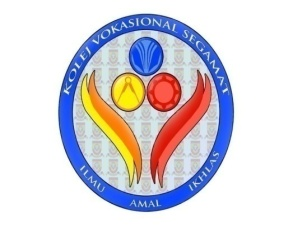 KOLEJ VOKASIONAL SEGAMAT
ILMU
AMAL
IKHLAS